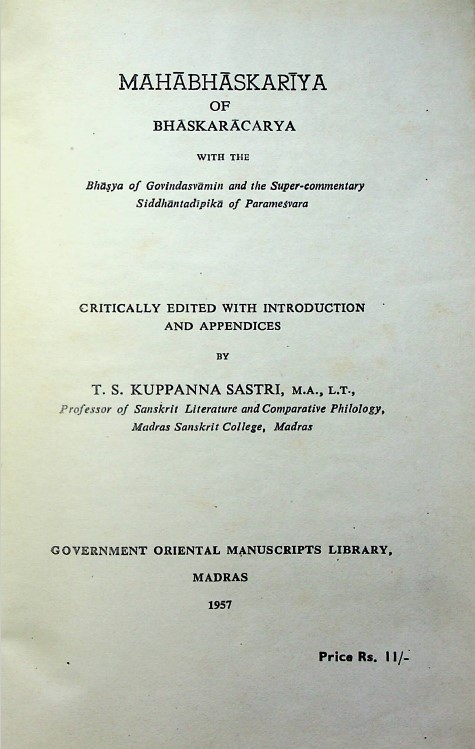 MAHĀBHĀSKARĪYA
OF
BHĀSKARĀCARYA
WITH THE
Bhāṣya of Govindasvāmin and the Super-commentary
Siddhāntadīpikā of Parameśvara
CRITICALLY EDITED WITH INTRODUCTION
AND APPENDICES
BY
T. S. KUPPANNA SASTRI, M.A., L.T.,
Professor of Sanskrit Literature and Comparative Philology,
Madras Sanskrit College, Madras
GOVERNMENT ORIENTAL MANUSCRIPTS LIBRARY,
MADRAS
1957
Price Rs. 11/-